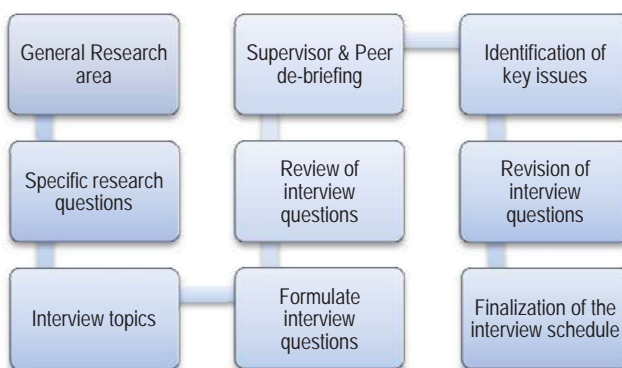 General Research
area
Specific research
questions
Interview topics
Formulate
interview
questions
Review of
interview
questions
Supervisor & Peer
de-briefing
Identification of
key issues
Revision of
interview
questions
Finalization of the
interview schedule